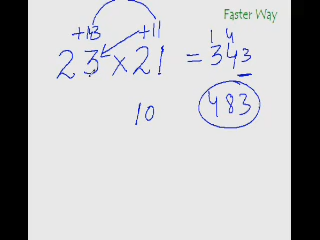 Faster Way
+13 +11 1 4
23 × 21 = 343
10 483